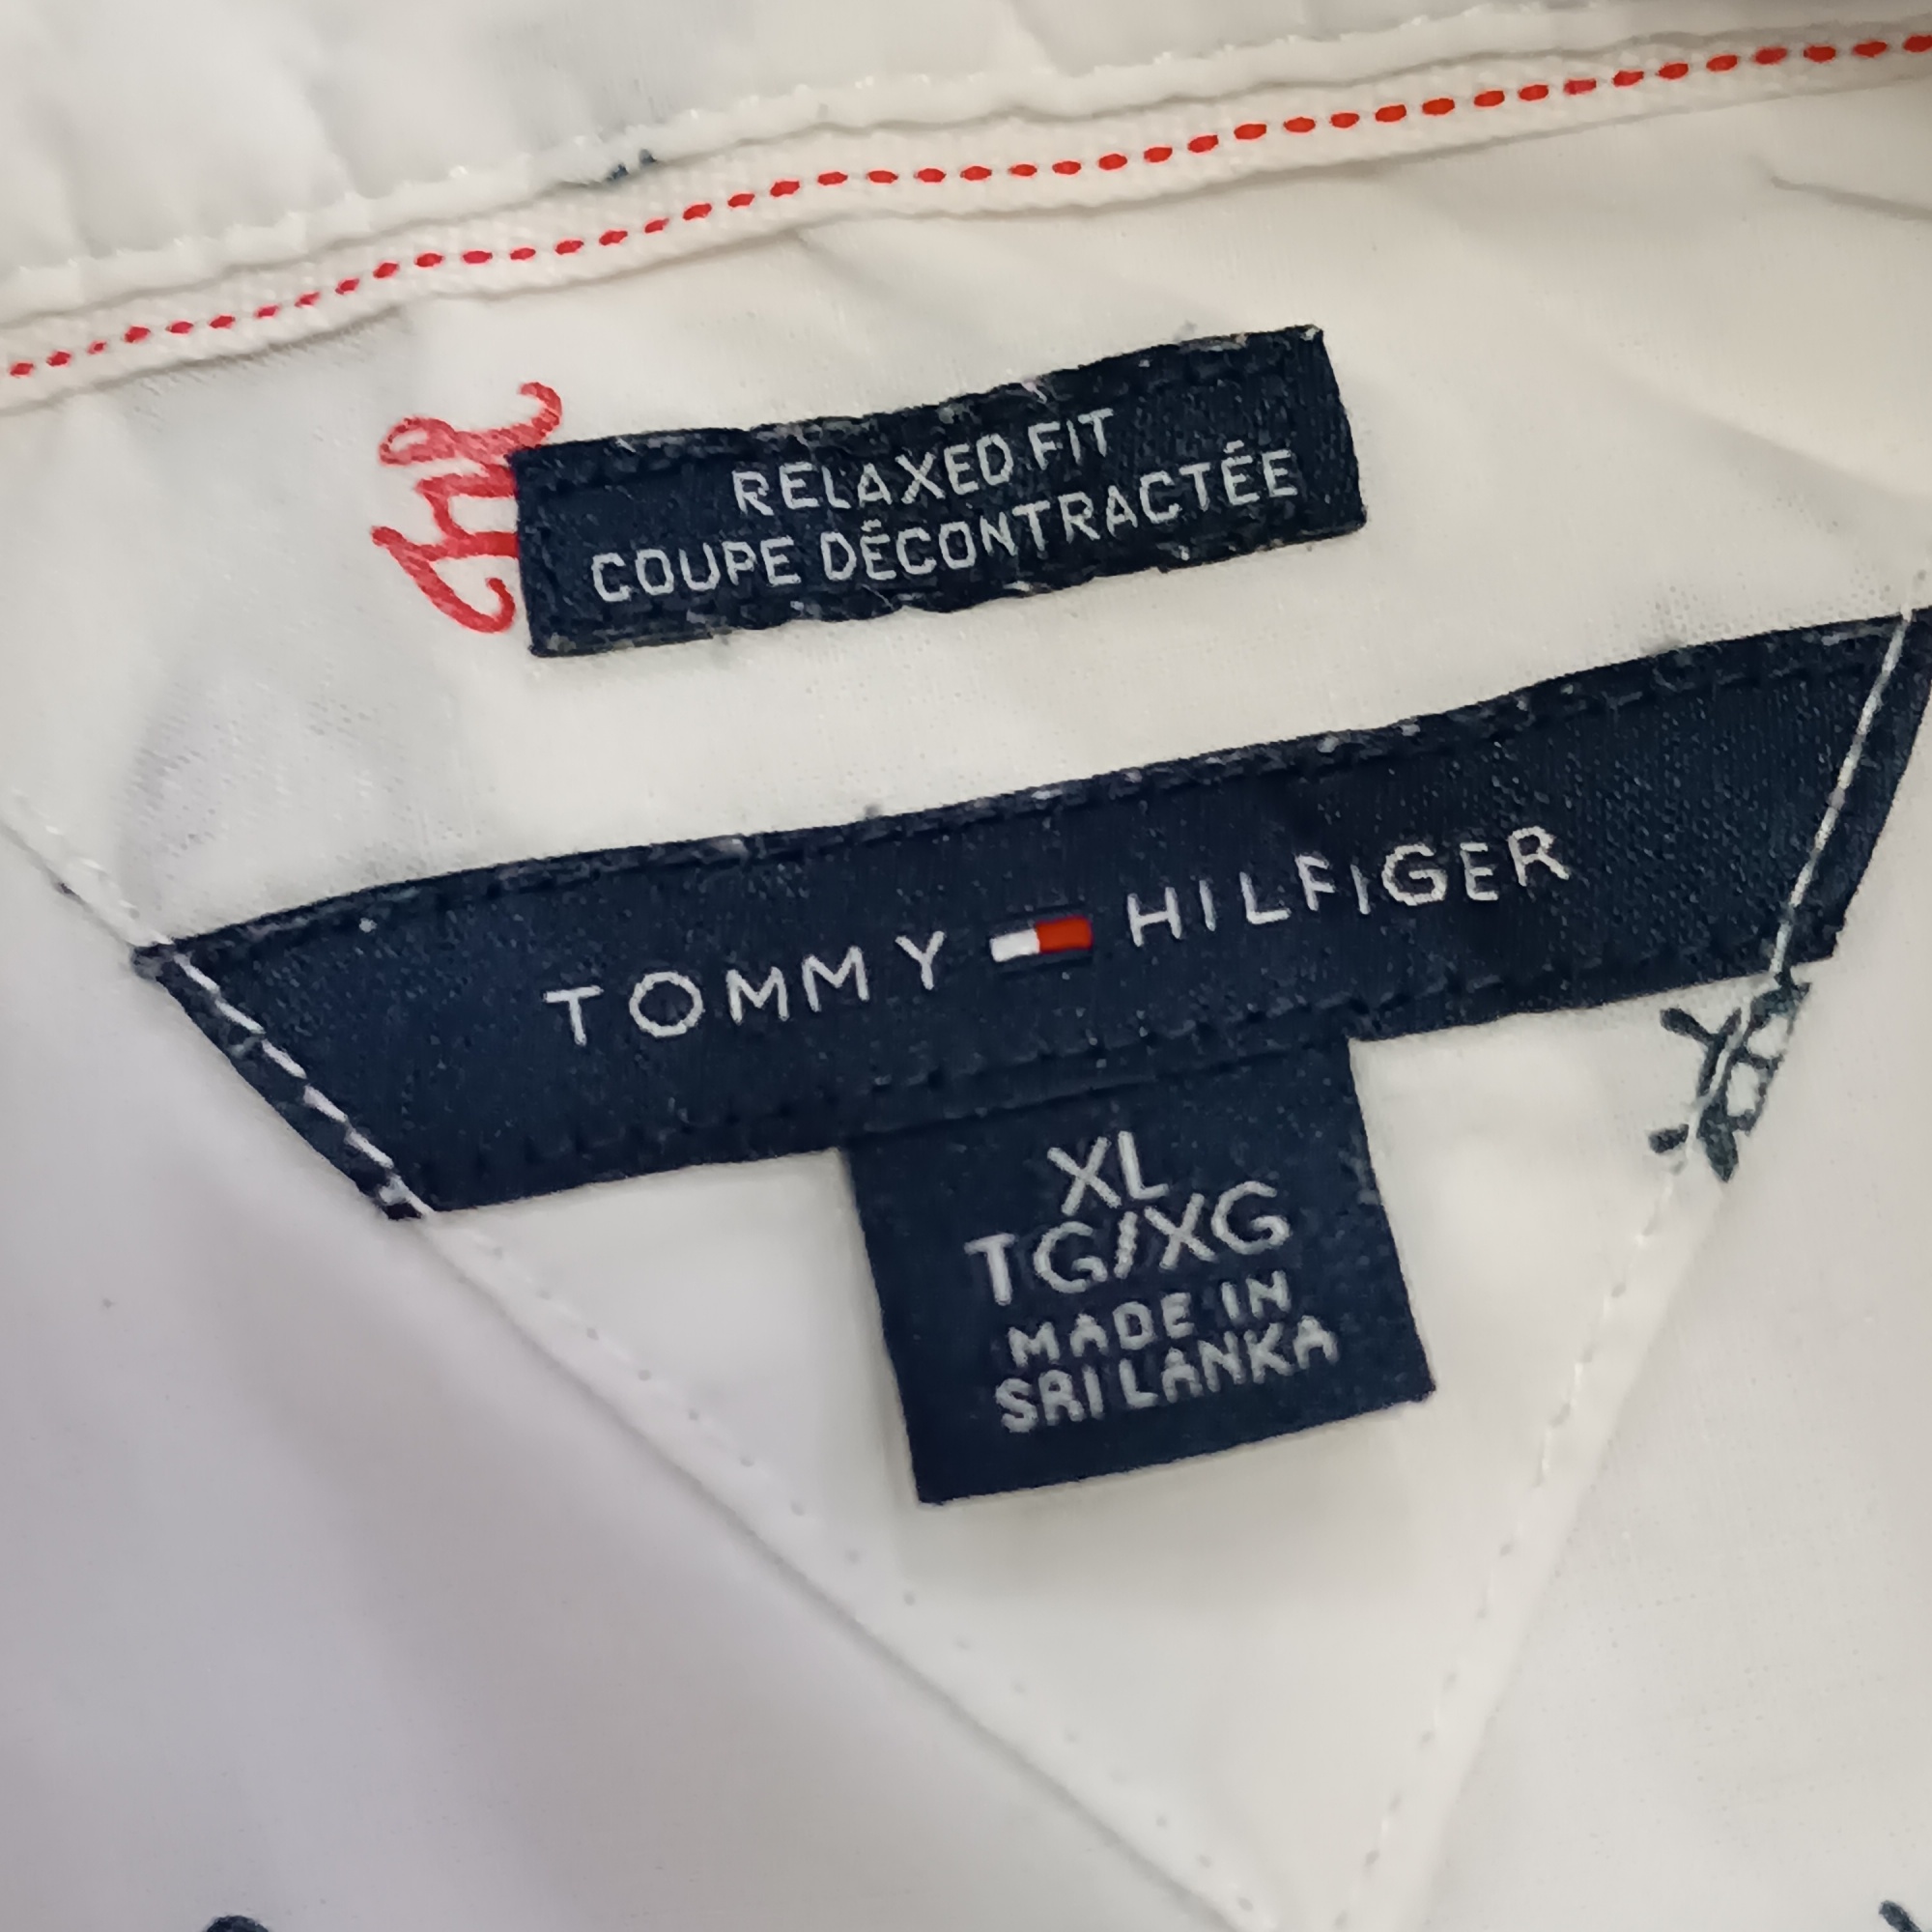 RELAXED FIT
COUPE DÉCONTRACTÉE
TOMMY HILFIGER
XL
TG/XG
MADE IN
SRI LANKA